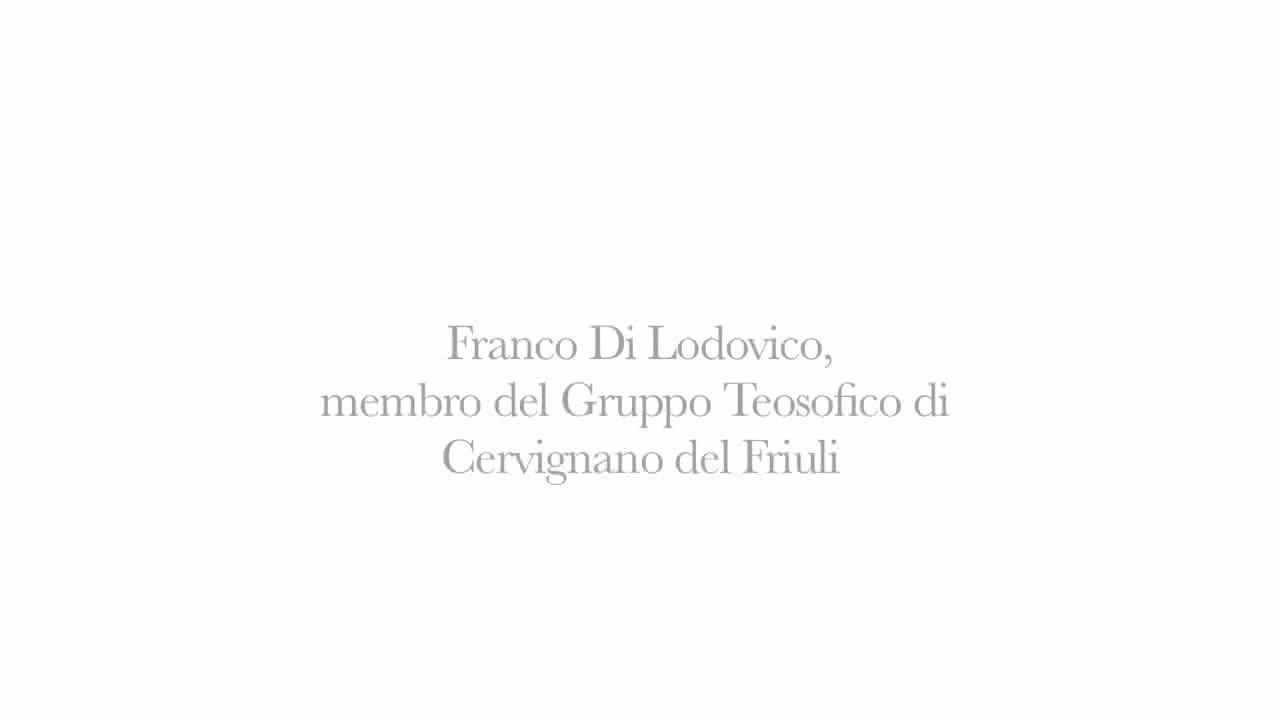 Franco Di Lodovico,
membro del Gruppo Teosofico di
Cervignano del Friuli